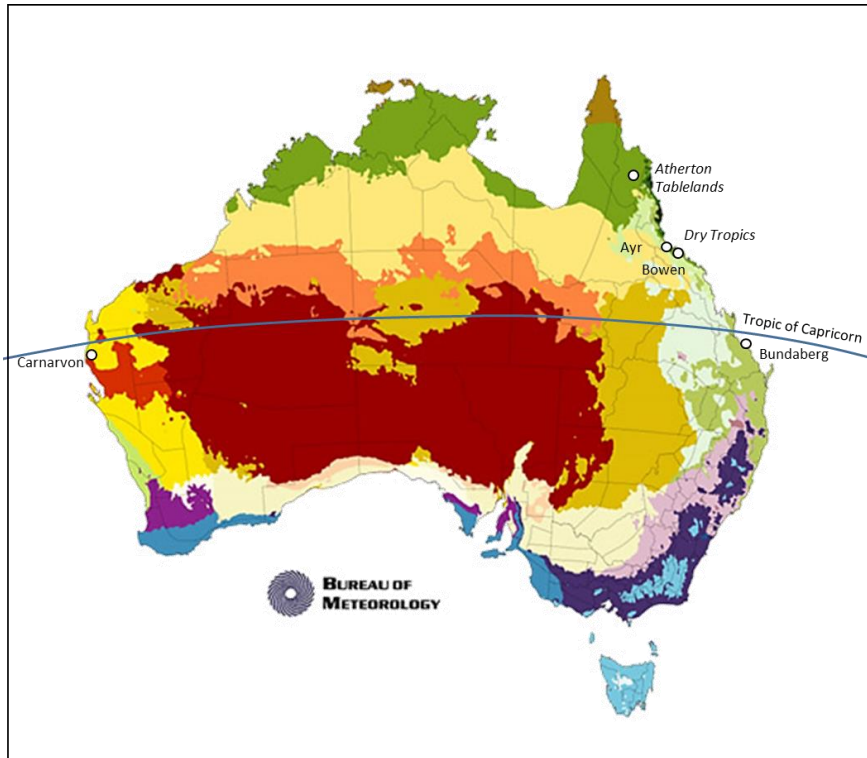 Atherton
Tablelands
Dry Tropics
Ayr
Bowen
Tropic of Capricorn
Carnarvon
Bundaberg
BUREAU OF
METEOROLOGY